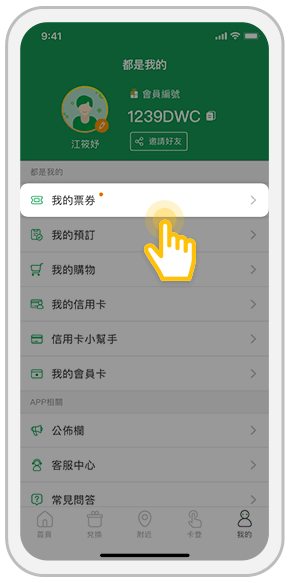 9:41
都是我的
會員編號
1239DWC
江筱妤
邀請好友
都是我的
我的票券
我的預訂
我的購物
我的信用卡
信用卡小幫手
我的會員卡
APP相關
公佈欄
客服中心
常見問答
首頁 兌換 附近 卡登 我的